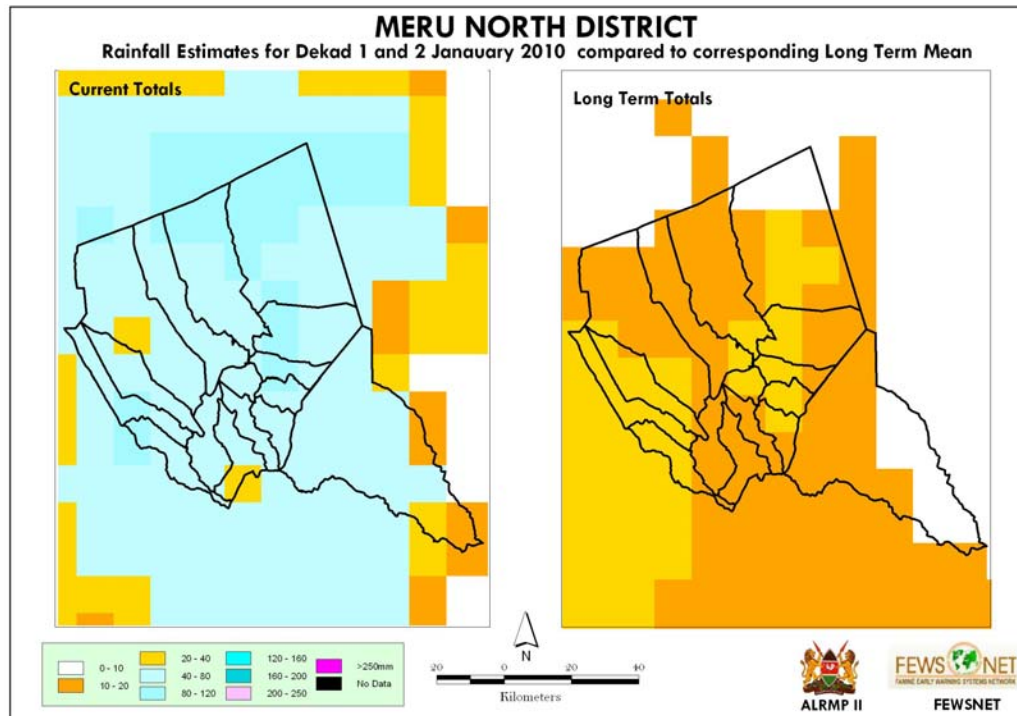 MERU NORTH DISTRICT
Rainfall Estimates for Dekad 1 and 2 Janauary 2010 compared to corresponding Long Term Mean
Current Totals
Long Term Totals
0 - 10
10 - 20
20 - 40
40 - 80
80 - 120
120 - 160
160 - 200
200 - 250
>250mm
No Data
N
20 0 20 40
Kilometers
ALRMP II
FEWS NET
FAMINE EARLY WARNING SYSTEMS NETWORK
FEWSNET